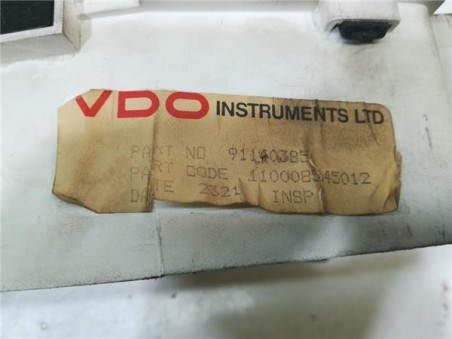 VDO INSTRUMENTS LTD
PART NO 91140385
PART CODE 110008545012
DATE 2321 INSP